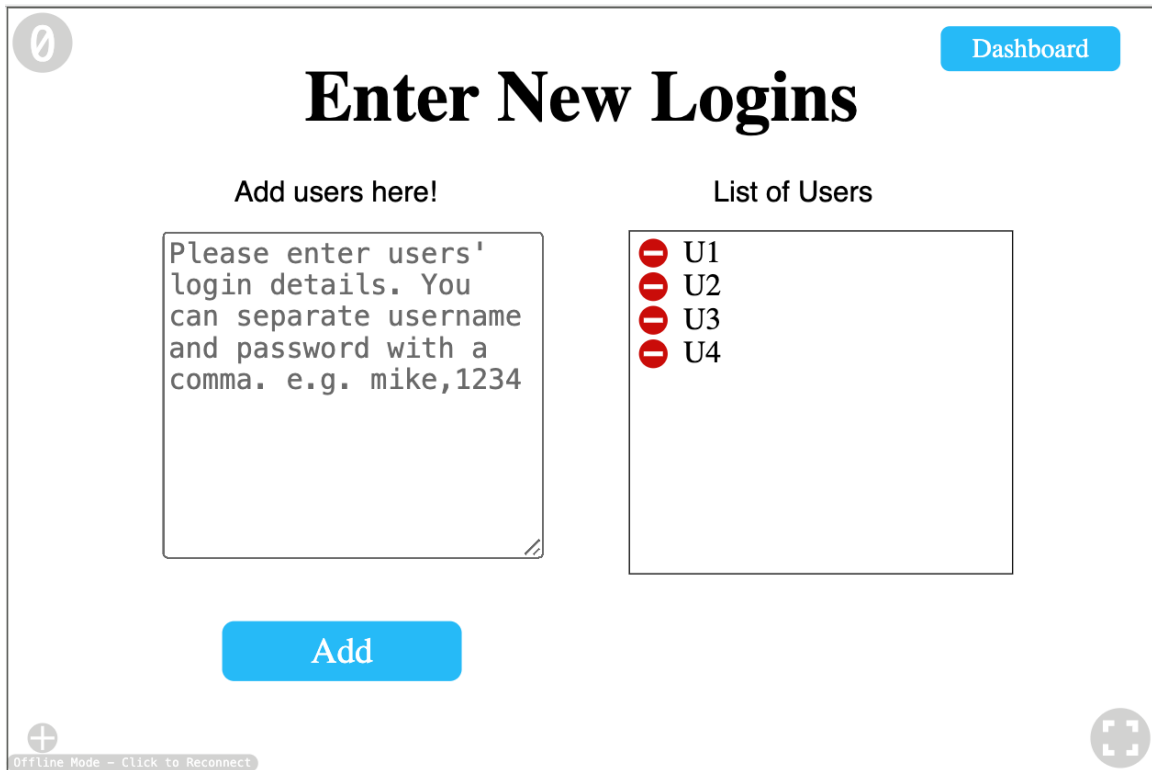 0
Dashboard
Enter New Logins
Add users here!
List of Users
Please enter users'
login details. You
can separate username
and password with a
comma. e.g. mike,1234
U1
U2
U3
U4
Add
Offline Mode – Click to Reconnect